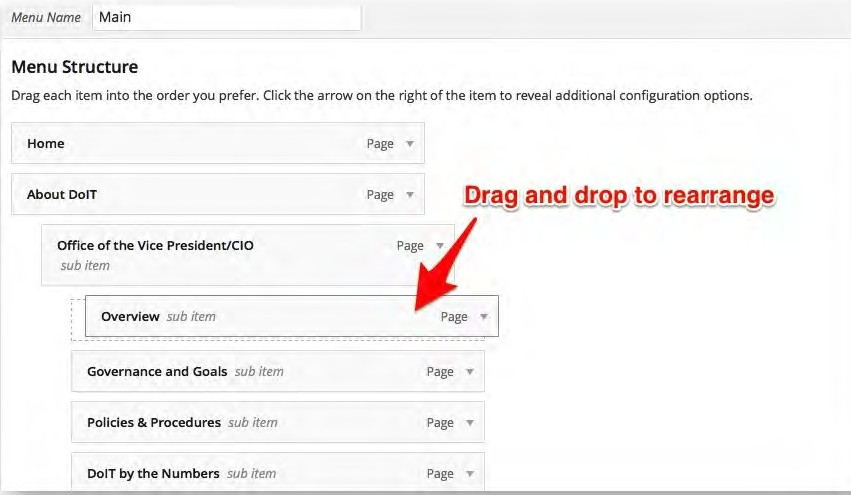 Menu Name Main
Menu Structure
Drag each item into the order you prefer. Click the arrow on the right of the item to reveal additional configuration options.
Home Page
About DoIT Page
Drag and drop to rearrange
Office of the Vice President/CIO Page
sub item
Overview sub item Page
Governance and Goals sub item Page
Policies & Procedures sub item Page
DoIT by the Numbers sub item Page